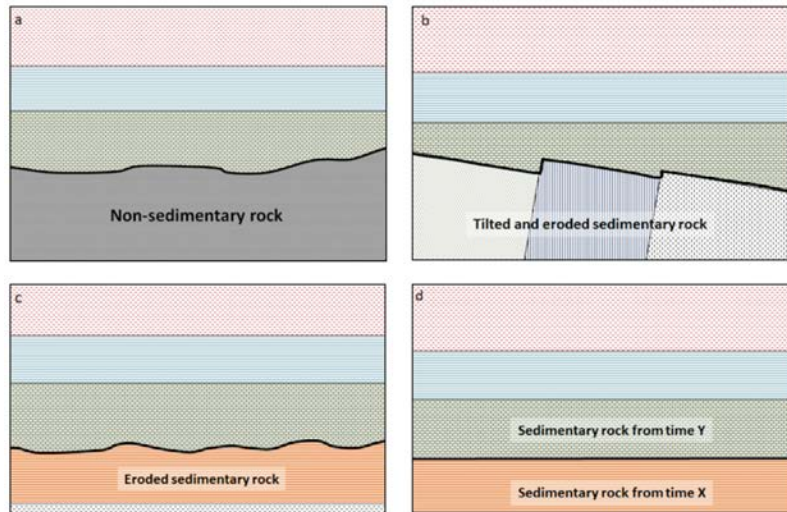 a
Non-sedimentary rock
b
Tilted and eroded sedimentary rock
c
Eroded sedimentary rock
d
Sedimentary rock from time Y
Sedimentary rock from time X